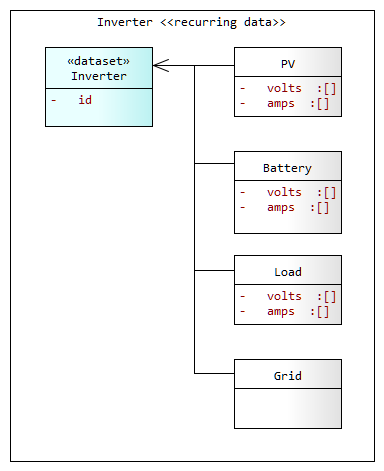 Inverter <<recurring data>>
«dataset»
Inverter
- id
PV
- volts :[]
- amps :[]
Battery
- volts :[]
- amps :[]
Load
- volts :[]
- amps :[]
Grid